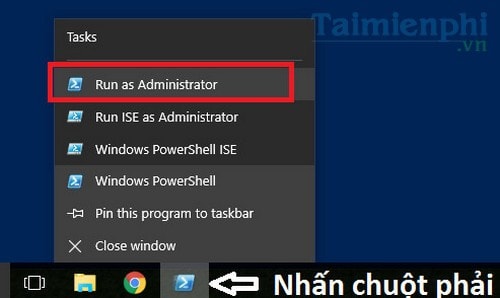 Taimienphi
.vn
Tasks
Run as Administrator
Run ISE as Administrator
Windows PowerShell ISE
Windows PowerShell
Pin this program to taskbar
Close window
Nhấn chuột phải